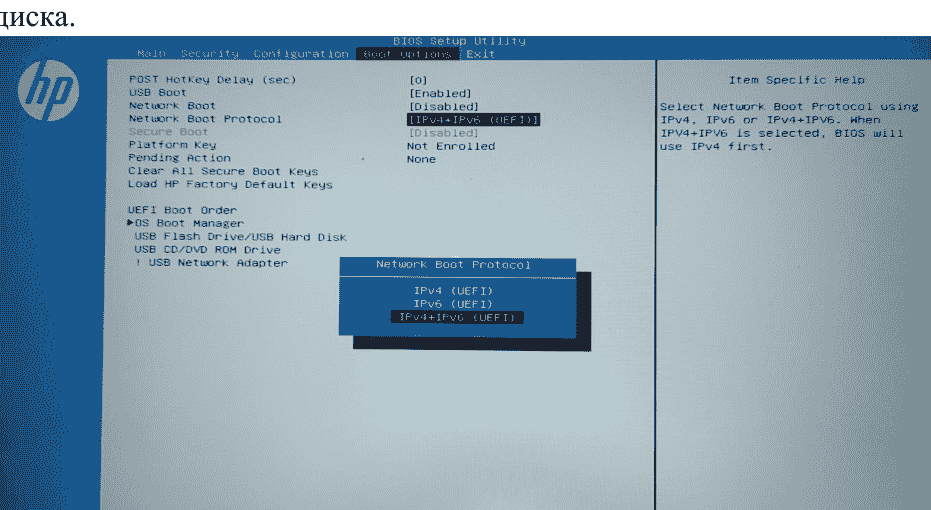 диска.
BIOS Setup Utility
Main Security Configuration Boot Options Exit
hp
POST HotKey Delay (sec) [0]
USB Boot [Enabled]
Network Boot [Disabled]
Network Boot Protocol [IPv4+IPv6 (UEFI)]
Secure Boot [Disabled]
Platform Key Not Enrolled
Pending Action None
Clear All Secure Boot Keys
Load HP Factory Default Keys
UEFI Boot Order
▶OS Boot Manager
USB Flash Drive/USB Hard Disk
USB CD/DVD ROM Drive
! USB Network Adapter
Network Boot Protocol
IPv4 (UEFI)
IPv6 (UEFI)
IPv4+IPv6 (UEFI)
Item Specific Help
Select Network Boot Protocol using
IPv4, IPv6 or IPv4+IPv6. When
IPV4+IPV6 is selected, BIOS will
use IPv4 first.